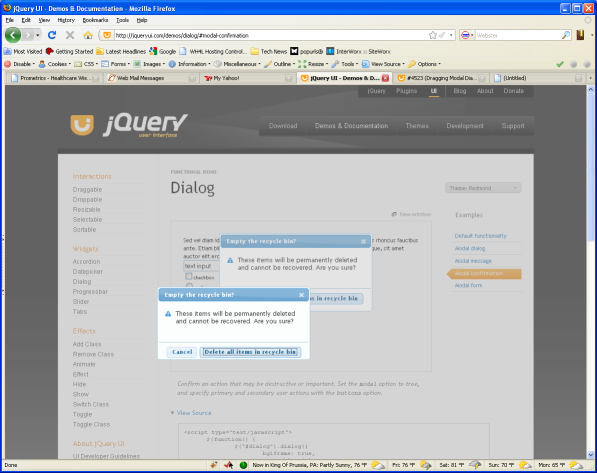 jQuery UI - Demos & Documentation - Mozilla Firefox
File Edit View History Bookmarks Tools Help
http://jqueryui.com/demos/dialog/#modal-confirmation
Webster
Most Visited Getting Started Latest Headlines Google WHML Hosting Control... Tech News popurls® InterWorx :: SiteWorx
Disable Cookies CSS Forms Images Information Miscellaneous Outline Resize Tools View Source Options
Prometrics - Healthcare Wis... Web Mail Messages My Yahoo! jQuery UI - Demos & D... #4523 (Dragging Modal Dia... (Untitled)
jQuery Plugins UI Blog About Donate
jQuery
user interface
Download Demos & Documentation Themes Development Support
Interactions
Draggable
Droppable
Resizable
Selectable
Sortable
Widgets
Accordion
Datepicker
Dialog
Progressbar
Slider
Tabs
Effects
Add Class
Remove Class
Animate
Effect
Hide
Show
Switch Class
Toggle
Toggle Class
About jQuery UI
UI Developer Guidelines
FUNCTIONAL DEMO:
Dialog
Theme: Redmond
New window
Examples
Default functionality
Modal dialog
Modal message
Modal confirmation
Modal form
Sed vel diam id
rhoncus faucibus
ante. Etiam bl
que, cit amet
auctor elit ero
text input
checkbox
Empty the recycle bin?
These items will be permanently deleted
and cannot be recovered. Are you sure?
ns in recycle bin
Empty the recycle bin?
These items will be permanently deleted
and cannot be recovered. Are you sure?
Cancel Delete all items in recycle bin
Confirm an action that may be destructive or important. Set the modal option to true,
and specify primary and secondary user actions with the buttons option.
View Source
<script type="text/javascript">
$(function() {
$("#dialog").dialog({
bgiframe: true,
Done
Now in King Of Prussia, PA: Partly Sunny, 76 °F Fri: 76 °F Sat: 81 °F Sun: 70 °F Mon: 65 °F